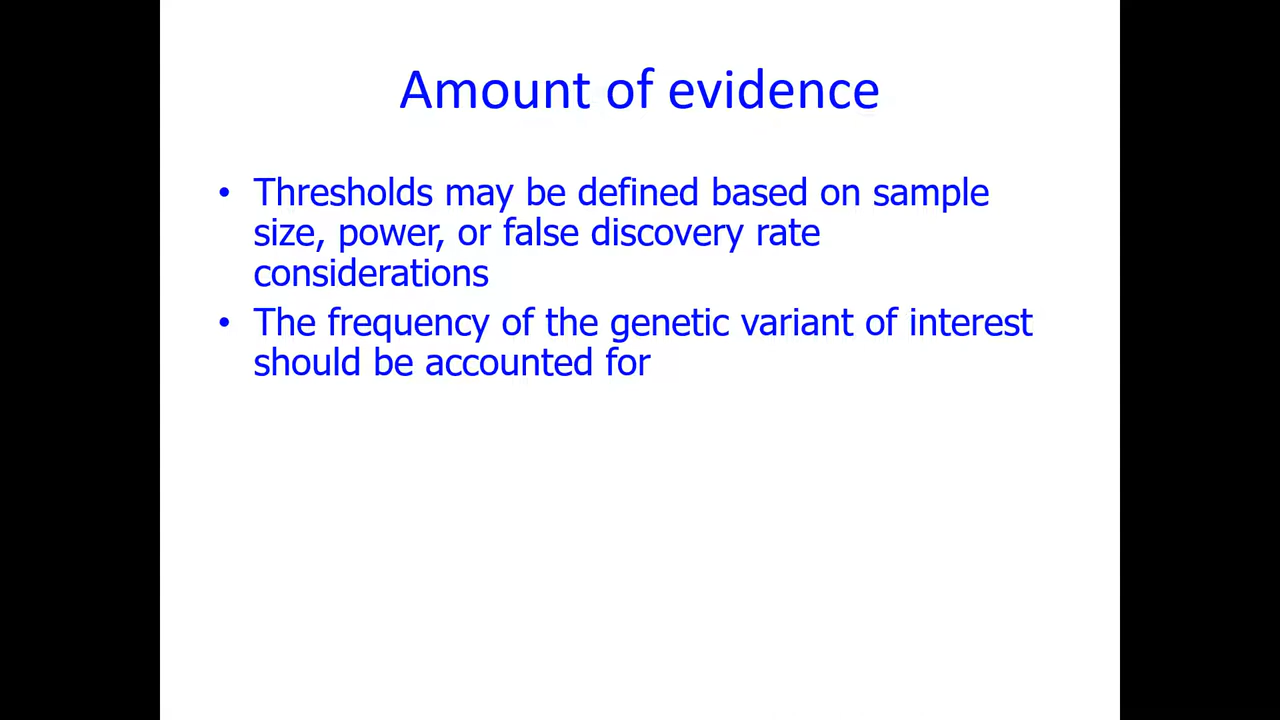 Amount of evidence
• Thresholds may be defined based on sample
size, power, or false discovery rate
considerations
• The frequency of the genetic variant of interest
should be accounted for